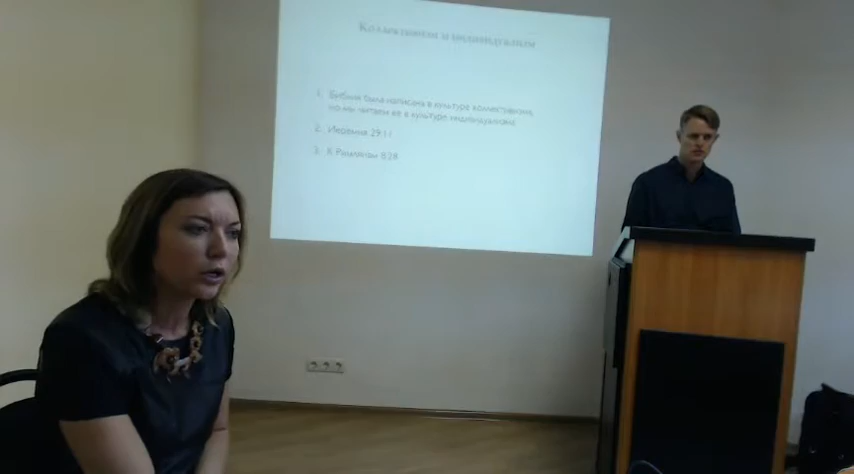 Коллективизм и индивидуализм
1. Библия была написана в культуре коллективизма,
но мы читаем ее в культуре индивидуализма
2. Иеремия 29:11
3. К Римлянам 8:28